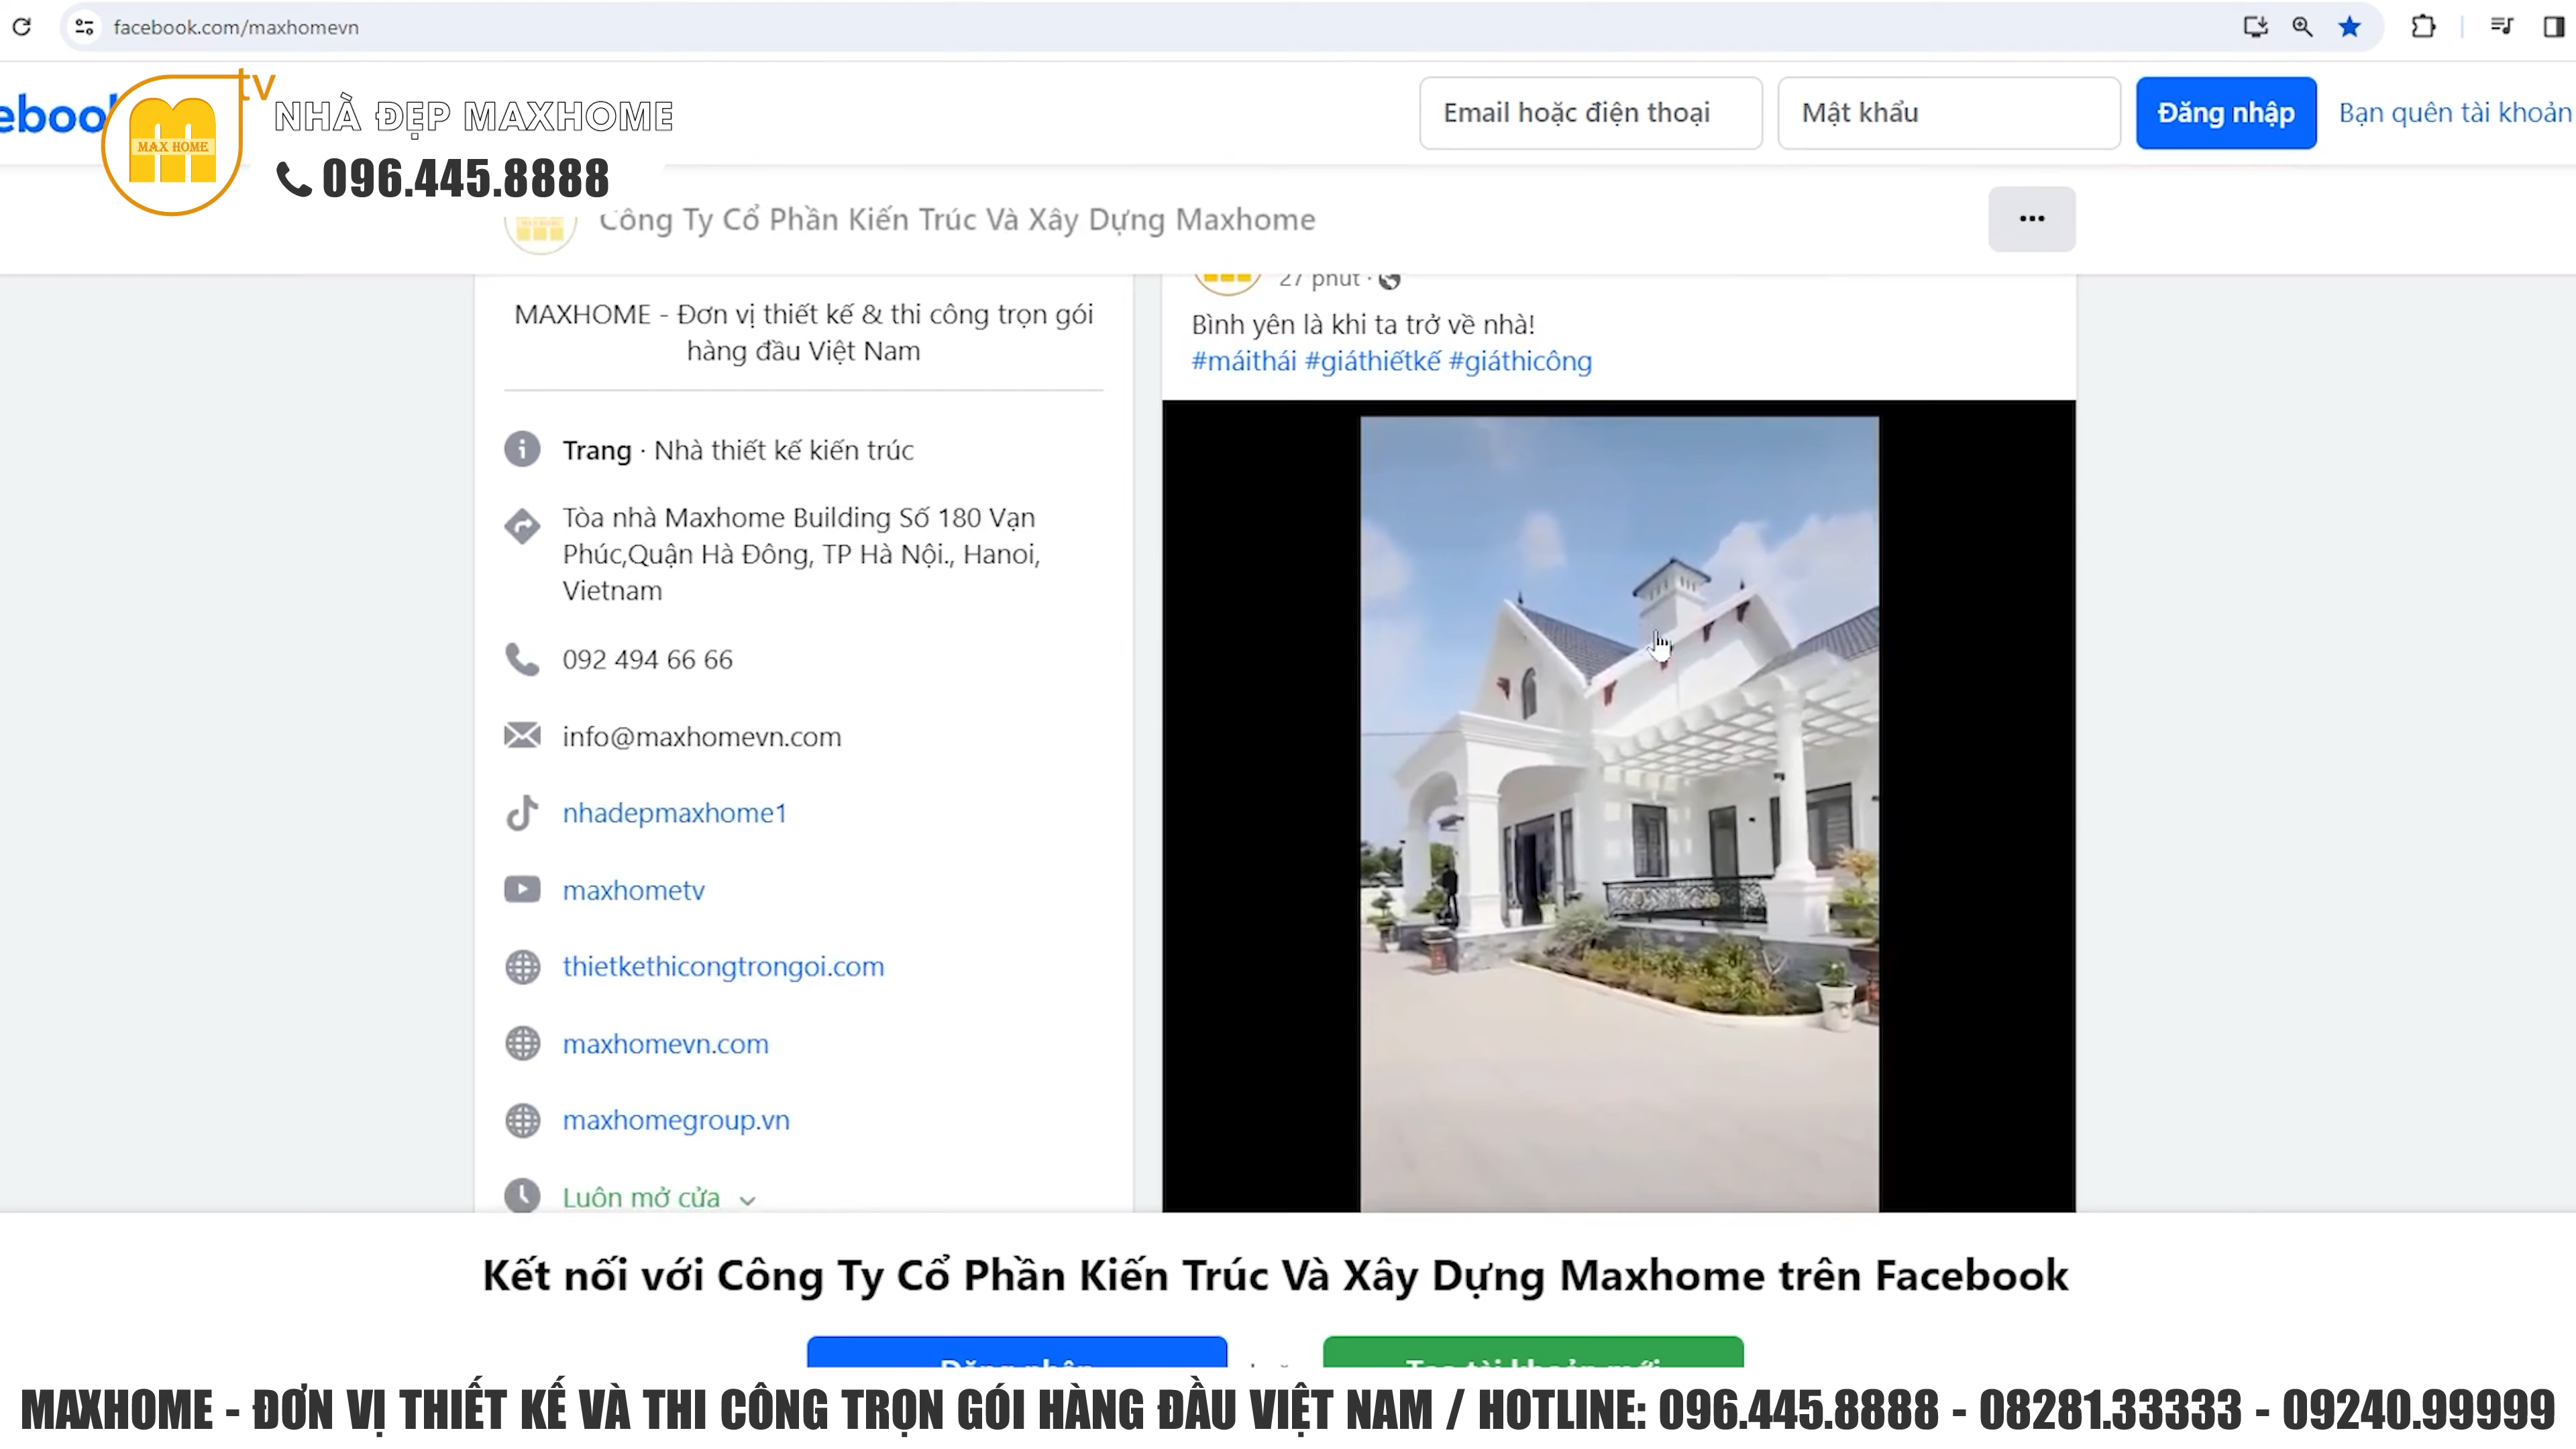 facebook.com/maxhomevn
eboo
tv
MAX HOME
NHÀ ĐẸP MAXHOME
096.445.8888
Email hoặc điện thoại
Mật khẩu
Đăng nhập
Bạn quên tài khoản
Công Ty Cổ Phần Kiến Trúc Và Xây Dựng Maxhome
MAXHOME - Đơn vị thiết kế & thi công trọn gói
hàng đầu Việt Nam
Trang · Nhà thiết kế kiến trúc
Tòa nhà Maxhome Building Số 180 Vạn
Phúc,Quận Hà Đông, TP Hà Nội., Hanoi,
Vietnam
092 494 66 66
info@maxhomevn.com
nhadepmaxhome1
maxhometv
thietkethicongtrongoi.com
maxhomevn.com
maxhomegroup.vn
Luôn mở cửa
27 phút
Bình yên là khi ta trở về nhà!
#máithái #giáthiếtkế #giáthicông
Kết nối với Công Ty Cổ Phần Kiến Trúc Và Xây Dựng Maxhome trên Facebook
Đăng nhập
Tạo tài khoản mới
MAXHOME - ĐƠN VỊ THIẾT KẾ VÀ THI CÔNG TRỌN GÓI HÀNG ĐẦU VIỆT NAM / HOTLINE: 096.445.8888 - 08281.33333 - 09240.99999